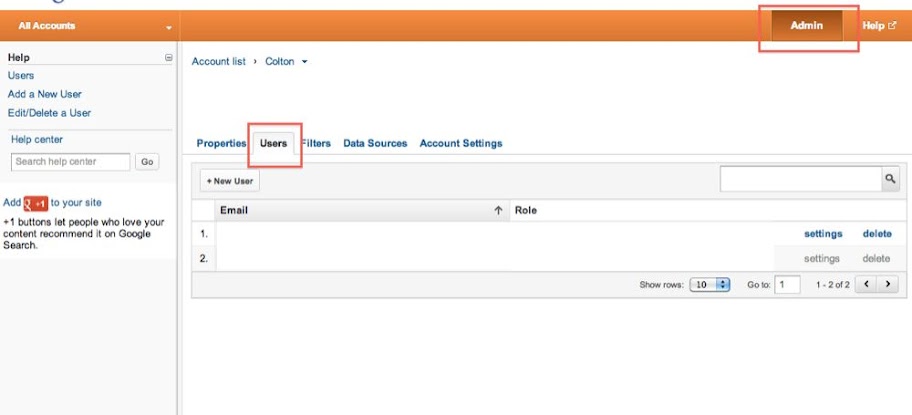 All Accounts
Admin
Help
Help
Users
Add a New User
Edit/Delete a User
Help center
Search help center Go
Add +1 to your site
+1 buttons let people who love your
content recommend it on Google
Search.
Account list › Colton
Properties Users Filters Data Sources Account Settings
+ New User
Email Role
1. settings delete
2. settings delete
Show rows: 10 Go to: 1 1 - 2 of 2